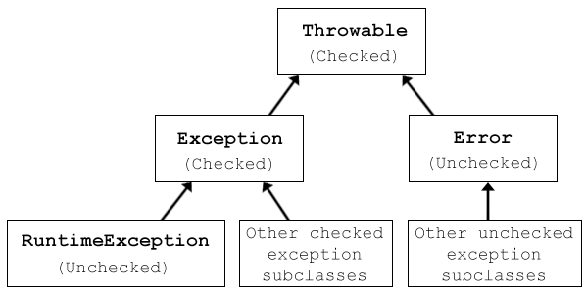 Throwable
(Checked)
Exception
(Checked)
Error
(Unchecked)
RuntimeException
(Unchecked)
Other checked
exception
subclasses
Other unchecked
exception
subclasses